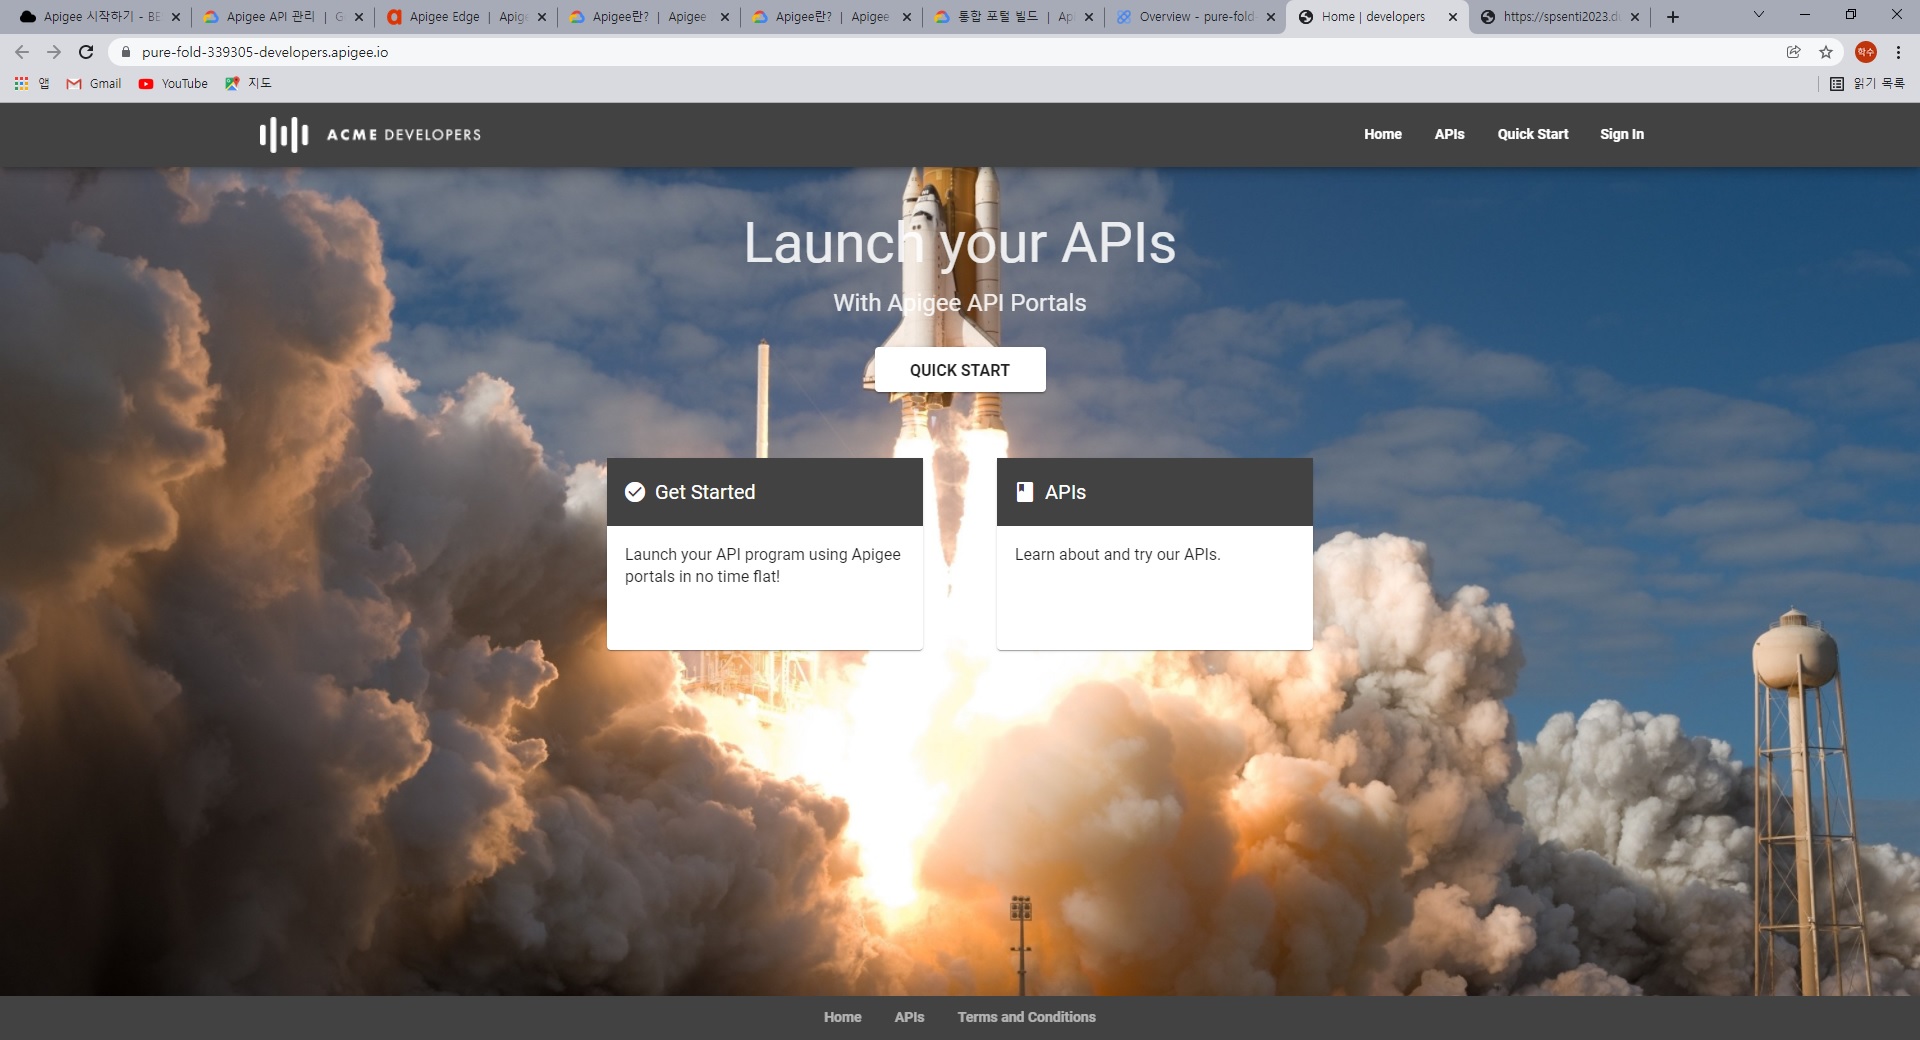 Apigee 시작하기 - BE
Apigee API 관리 | G
Apigee Edge | Apig
Apigee란? | Apigee
Apigee란? | Apigee
통합 포털 빌드 | Ap
Overview - pure-fold
Home | developers
https://spsenti2023.d
pure-fold-339305-developers.apigee.io
학수
앱 Gmail YouTube 지도 읽기 목록
ACME DEVELOPERS
Home APIs Quick Start Sign In
Launch your APIs
With Apigee API Portals
QUICK START
Get Started
Launch your API program using Apigee
portals in no time flat!
APIs
Learn about and try our APIs.
Home APIs Terms and Conditions